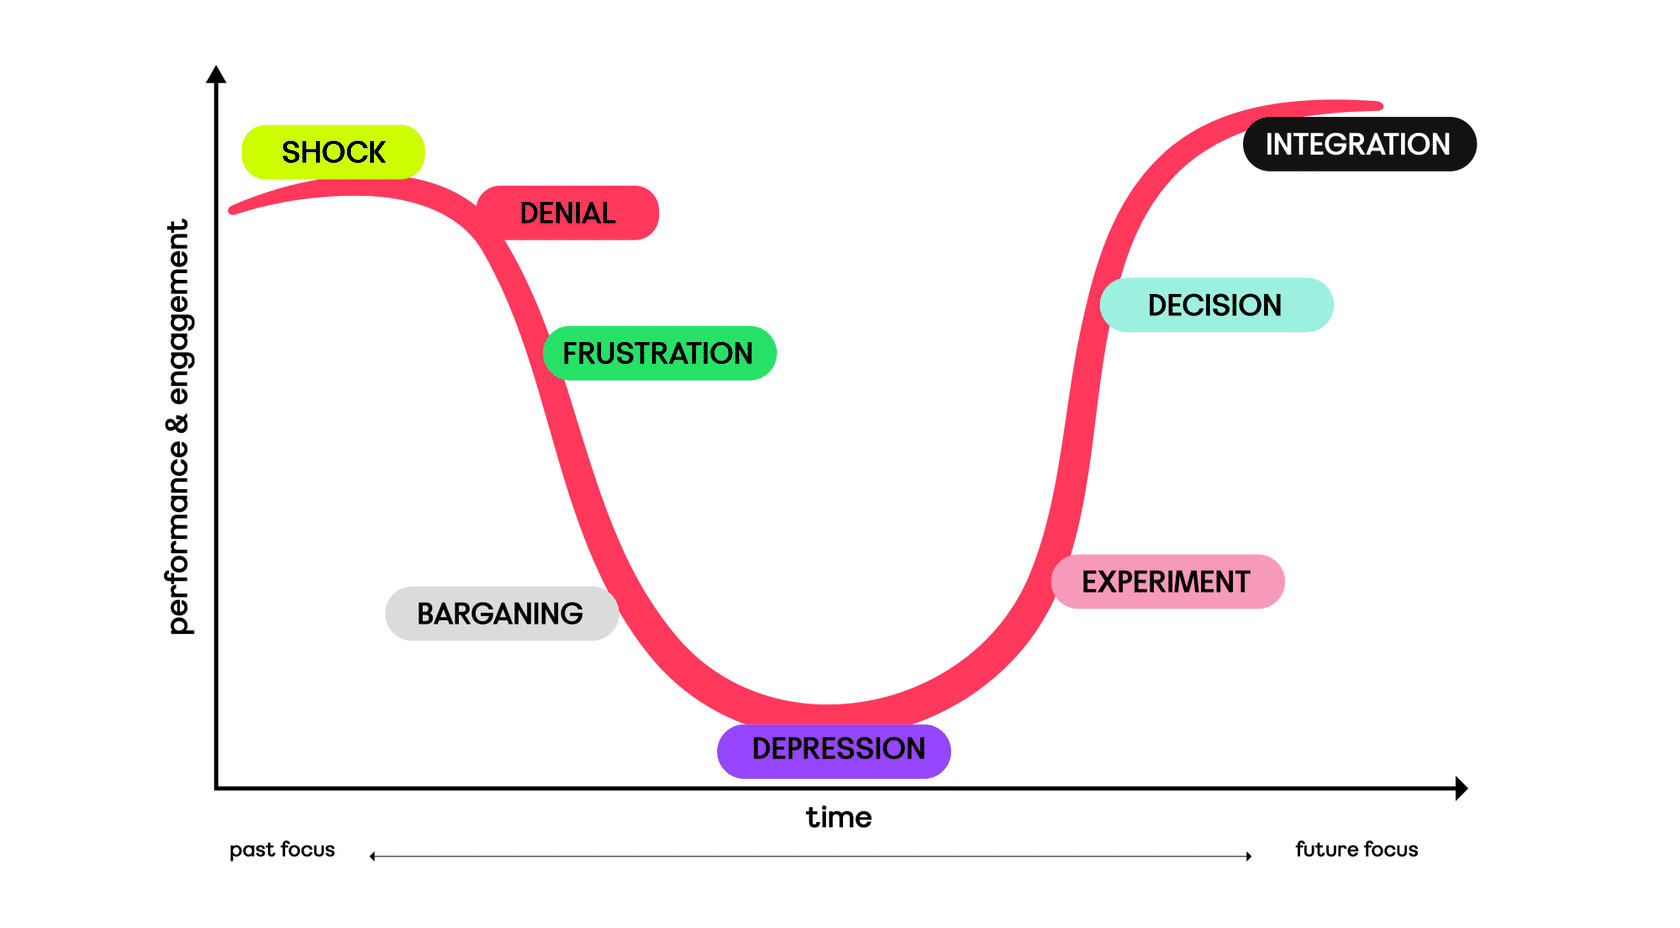 SHOCK
DENIAL
FRUSTRATION
BARGANING
DEPRESSION
EXPERIMENT
DECISION
INTEGRATION
performance & engagement
time
past focus
future focus